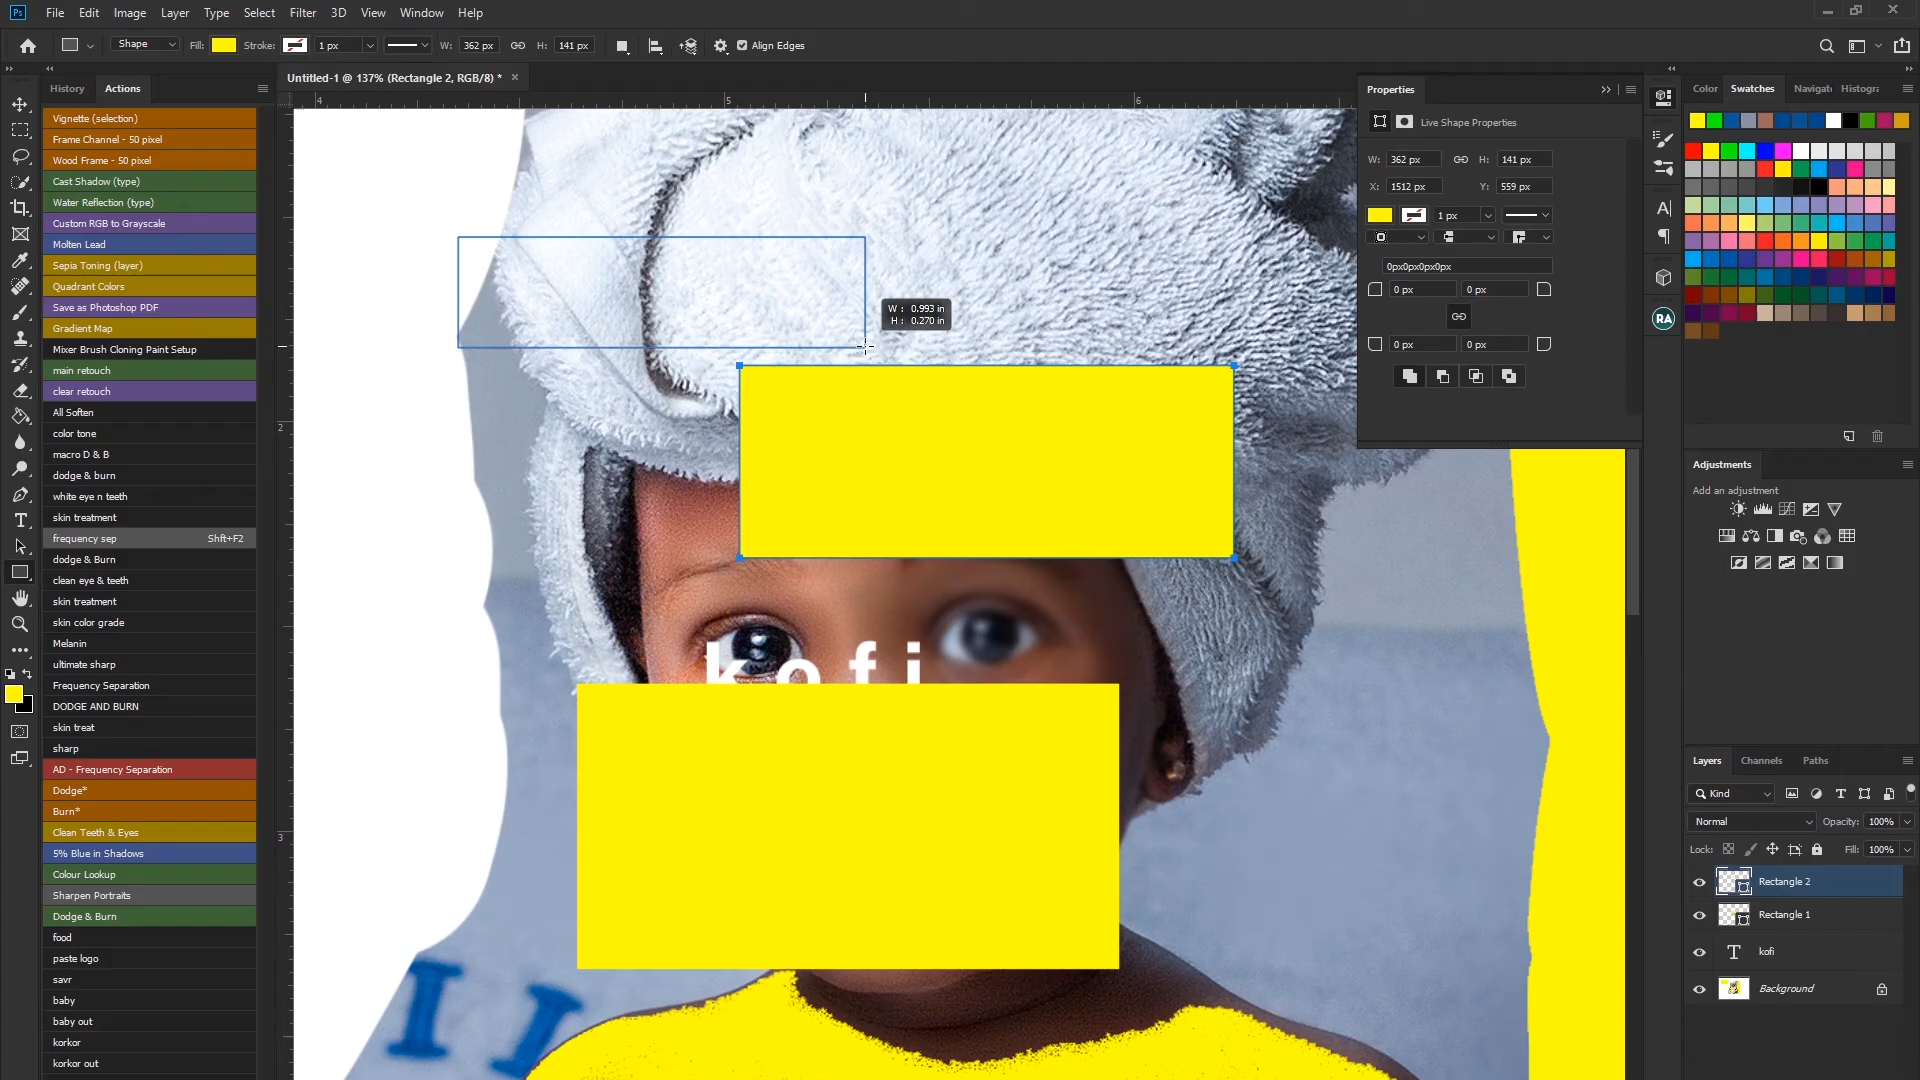 Ps File Edit Image Layer Type Select Filter 3D View Window Help
Shape Fill: Stroke: 1 px W: 362 px H: 141 px Align Edges
Untitled-1 @ 137% (Rectangle 2, RGB/8) *
History Actions
Vignette (selection)
Frame Channel - 50 pixel
Wood Frame - 50 pixel
Cast Shadow (type)
Water Reflection (type)
Custom RGB to Grayscale
Molten Lead
Sepia Toning (layer)
Quadrant Colors
Save as Photoshop PDF
Gradient Map
Mixer Brush Cloning Paint Setup
main retouch
clear retouch
All Soften
color tone
macro D & B
dodge & burn
white eye n teeth
skin treatment
frequency sep Shft+F2
dodge & Burn
clean eye & teeth
skin treatment
skin color grade
Melanin
ultimate sharp
Frequency Separation
DODGE AND BURN
skin treat
sharp
AD - Frequency Separation
Dodge*
Burn*
Clean Teeth & Eyes
5% Blue in Shadows
Colour Lookup
Sharpen Portraits
Dodge & Burn
food
paste logo
savr
baby
baby out
korkor
korkor out
4 5 6
2
3
W : 0.993 in
H : 0.270 in
kofi
Properties
Live Shape Properties
W: 362 px H: 141 px
X: 1512 px Y: 559 px
1 px
0px0px0px0px
0 px 0 px
0 px 0 px
RA
Color Swatches Navigat Histogra
Adjustments
Add an adjustment
Layers Channels Paths
Kind
Normal Opacity: 100%
Lock: Fill: 100%
Rectangle 2
Rectangle 1
kofi
Background